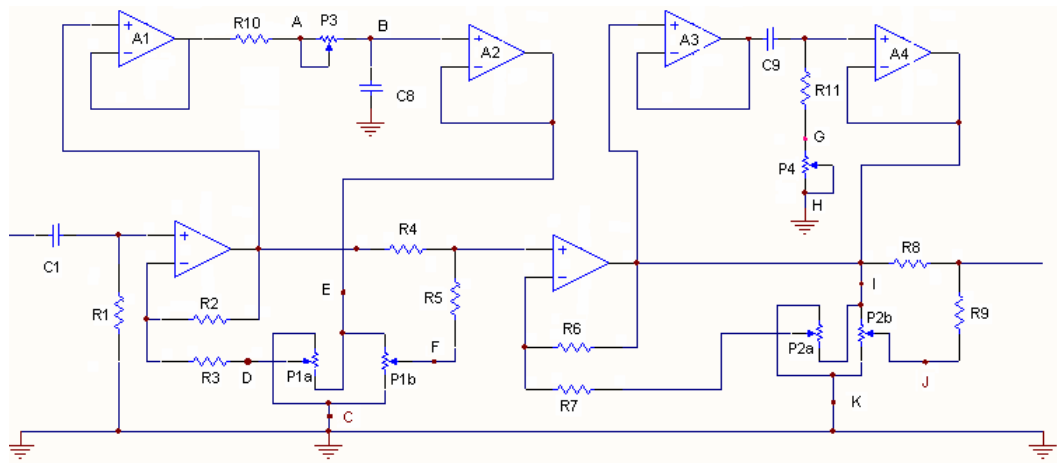 R10 A P3 B
A1 A2 A3 A4
C9
C8 R11
G
P4
H
C1 R4 R8
E I
R1 R2 R5 R6 P2b R9
R3 D P1a P1b F R7 P2a J
C K
+ − + − + − + −
+ − + −